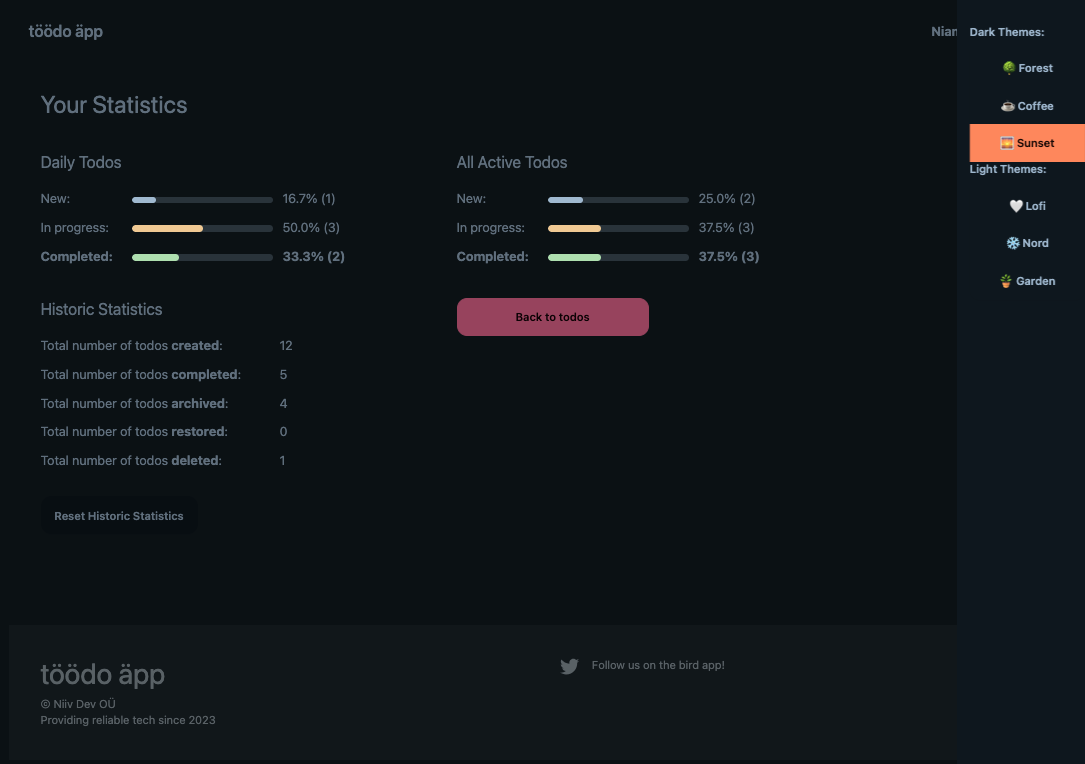 töödo äpp
Your Statistics
Daily Todos
New: 16.7% (1)
In progress: 50.0% (3)
Completed: 33.3% (2)
All Active Todos
New: 25.0% (2)
In progress: 37.5% (3)
Completed: 37.5% (3)
Back to todos
Historic Statistics
Total number of todos created: 12
Total number of todos completed: 5
Total number of todos archived: 4
Total number of todos restored: 0
Total number of todos deleted: 1
Reset Historic Statistics
Dark Themes:
Forest
Coffee
Sunset
Light Themes:
Lofi
Nord
Garden
töödo äpp
© Niiv Dev OÜ
Providing reliable tech since 2023
Follow us on the bird app!